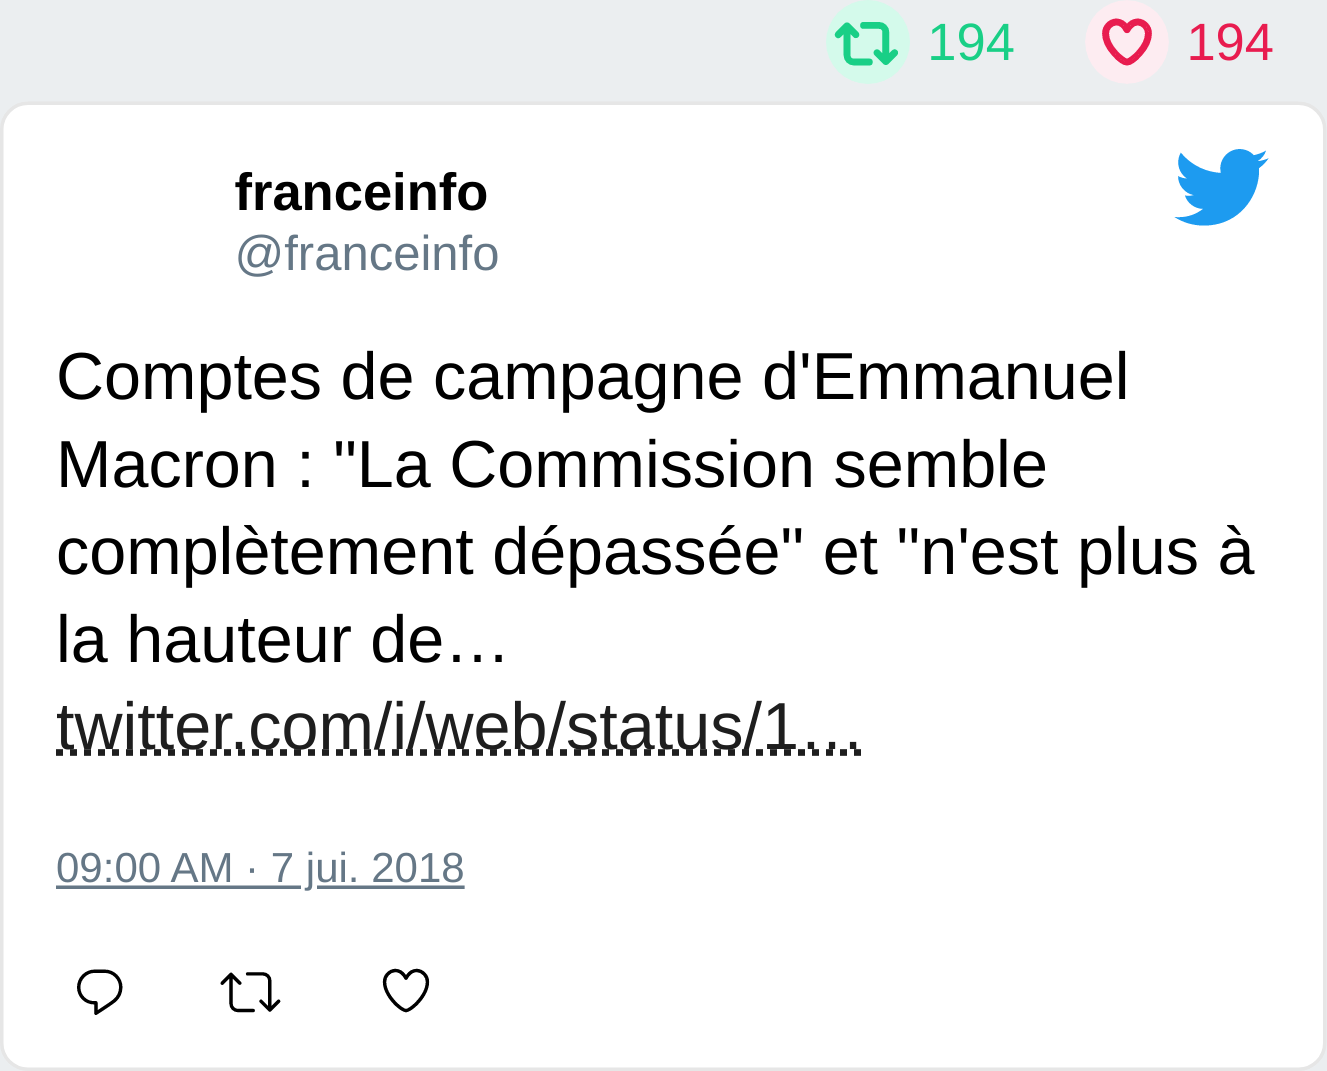 194 194
franceinfo
@franceinfo
Comptes de campagne d'Emmanuel
Macron : "La Commission semble
complètement dépassée" et "n'est plus à
la hauteur de…
twitter.com/i/web/status/1…
09:00 AM · 7 jui. 2018